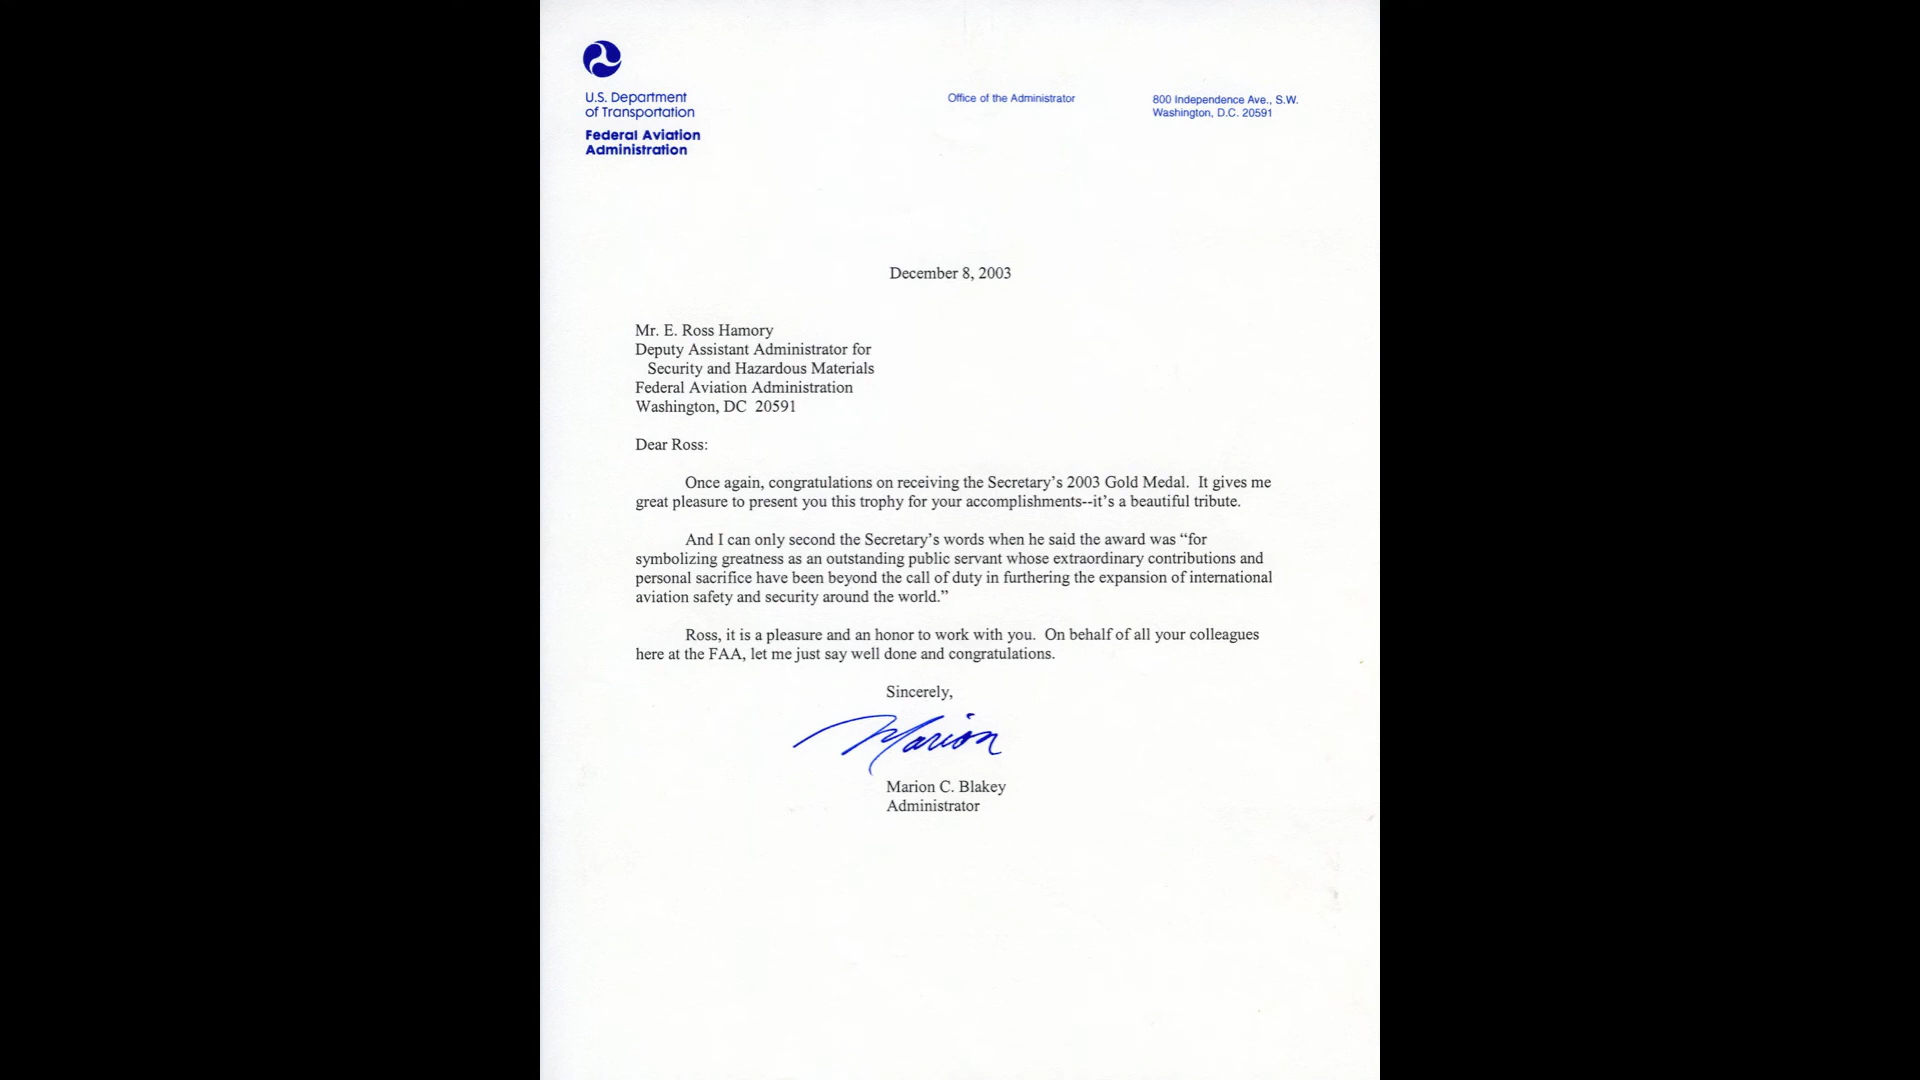 U.S. Department
of Transportation
Federal Aviation
Administration
Office of the Administrator
800 Independence Ave., S.W.
Washington, D.C. 20591
December 8, 2003
Mr. E. Ross Hamory
Deputy Assistant Administrator for
Security and Hazardous Materials
Federal Aviation Administration
Washington, DC  20591
Dear Ross:
Once again, congratulations on receiving the Secretary’s 2003 Gold Medal.  It gives me
great pleasure to present you this trophy for your accomplishments--it’s a beautiful tribute.
And I can only second the Secretary’s words when he said the award was “for
symbolizing greatness as an outstanding public servant whose extraordinary contributions and
personal sacrifice have been beyond the call of duty in furthering the expansion of international
aviation safety and security around the world.”
Ross, it is a pleasure and an honor to work with you.  On behalf of all your colleagues
here at the FAA, let me just say well done and congratulations.
Sincerely,
Marion
Marion C. Blakey
Administrator